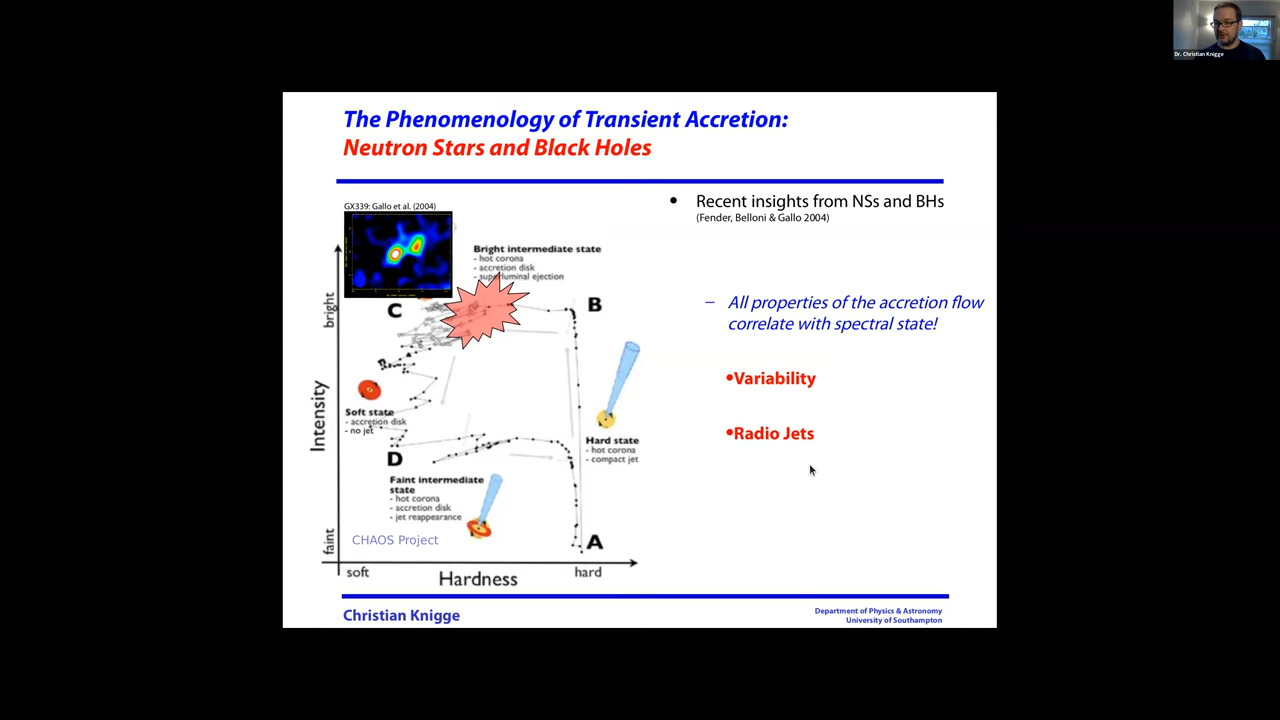 Dr. Christian Knigge
The Phenomenology of Transient Accretion:
Neutron Stars and Black Holes
GX339: Gallo et al. (2004)
Bright intermediate state
- hot corona
- accretion disk
- superluminal ejection
bright
C
B
Intensity
Soft state
- accretion disk
- no jet
D
Hard state
- hot corona
- compact jet
Faint intermediate
state
- hot corona
- accretion disk
- jet reappearance
CHAOS Project
faint
A
soft
Hardness
hard
• Recent insights from NSs and BHs
(Fender, Belloni & Gallo 2004)
– All properties of the accretion flow
correlate with spectral state!
•Variability
•Radio Jets
Christian Knigge
Department of Physics & Astronomy
University of Southampton